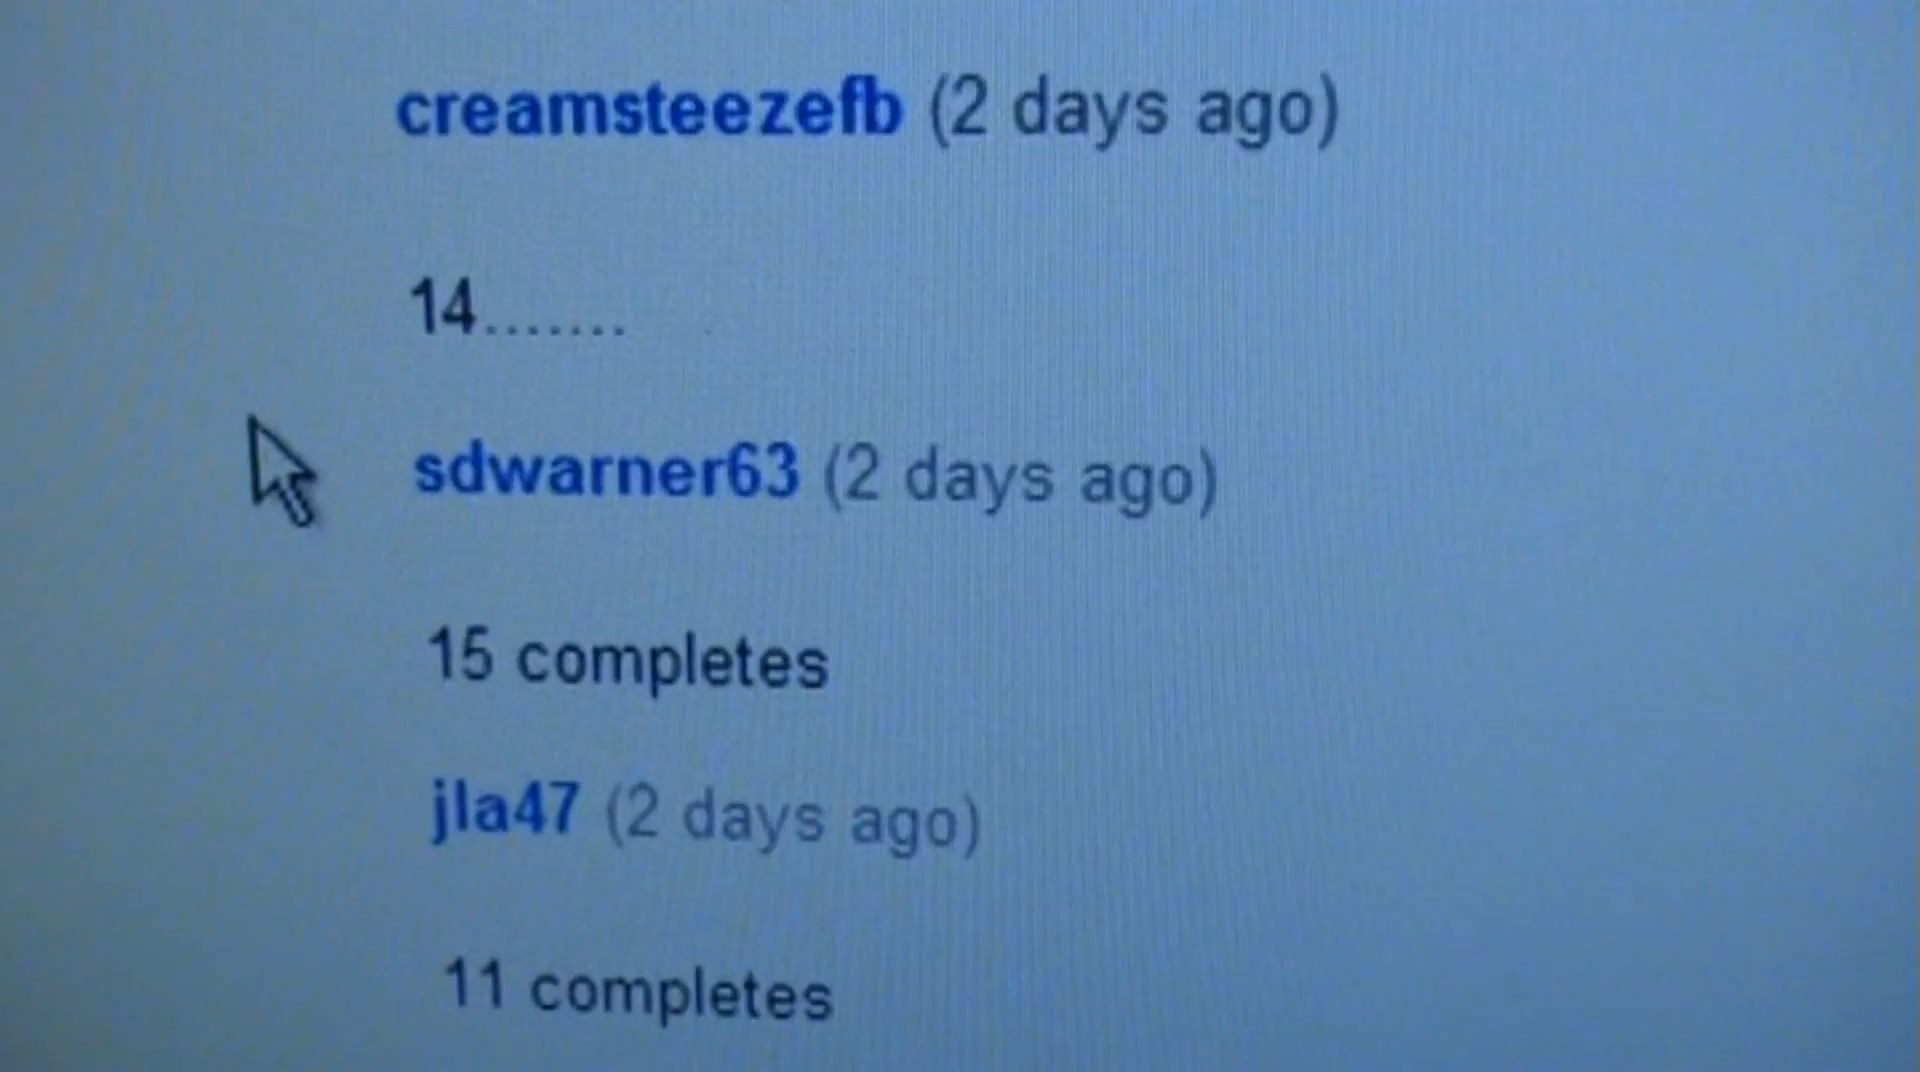 creamsteezefb (2 days ago)
14.......
sdwarner63 (2 days ago)
15 completes
jla47 (2 days ago)
11 completes